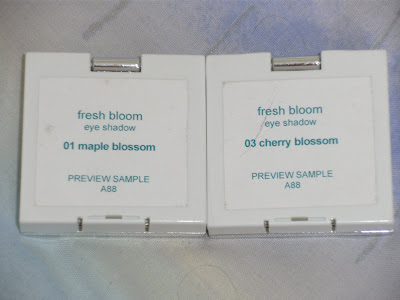 fresh bloom
eye shadow
01 maple blossom
PREVIEW SAMPLE
A88
fresh bloom
eye shadow
03 cherry blossom
PREVIEW SAMPLE
A88